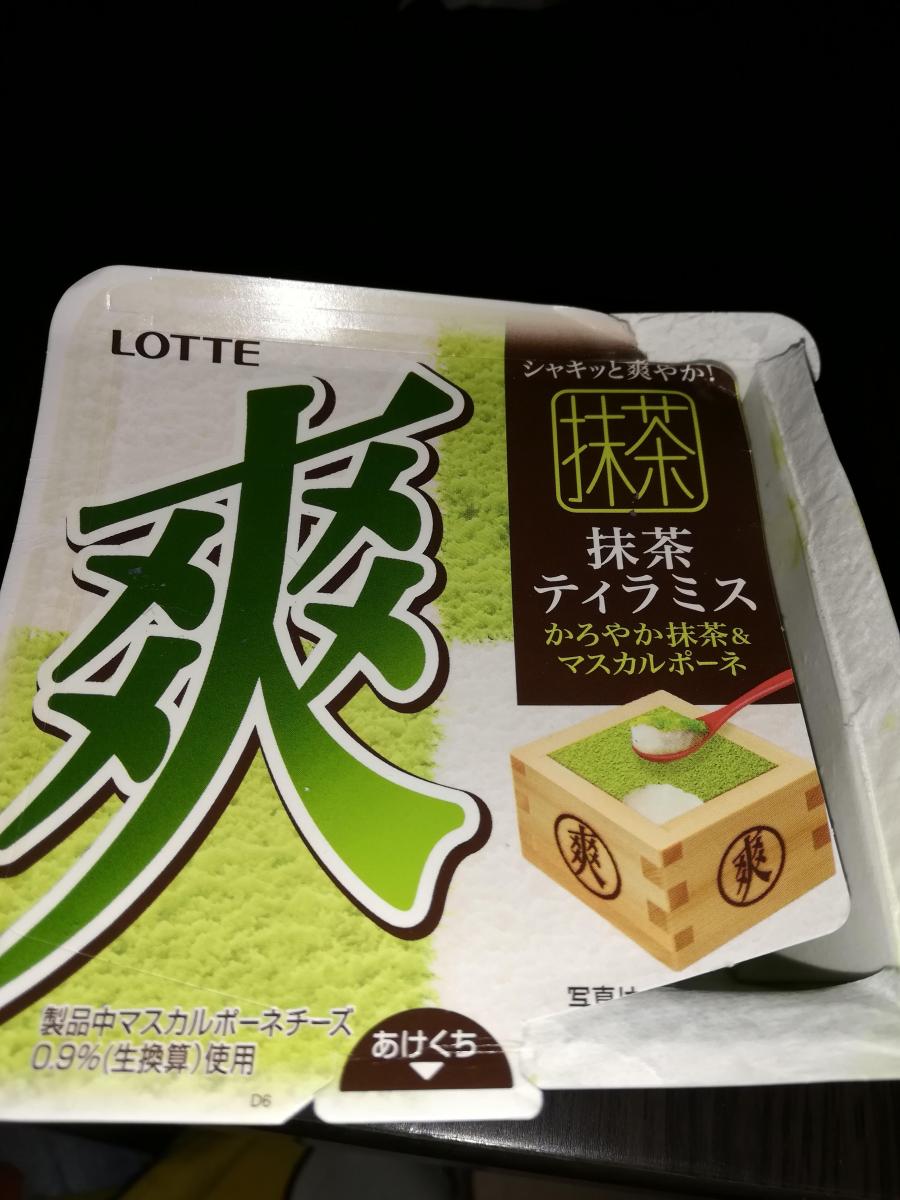 LOTTE
爽
シャキッと爽やか!
抹茶
抹茶
ティラミス
かろやか抹茶&
マスカルポーネ
爽
爽
写真は
製品中マスカルポーネチーズ
0.9%(生換算)使用
あけくち
D6